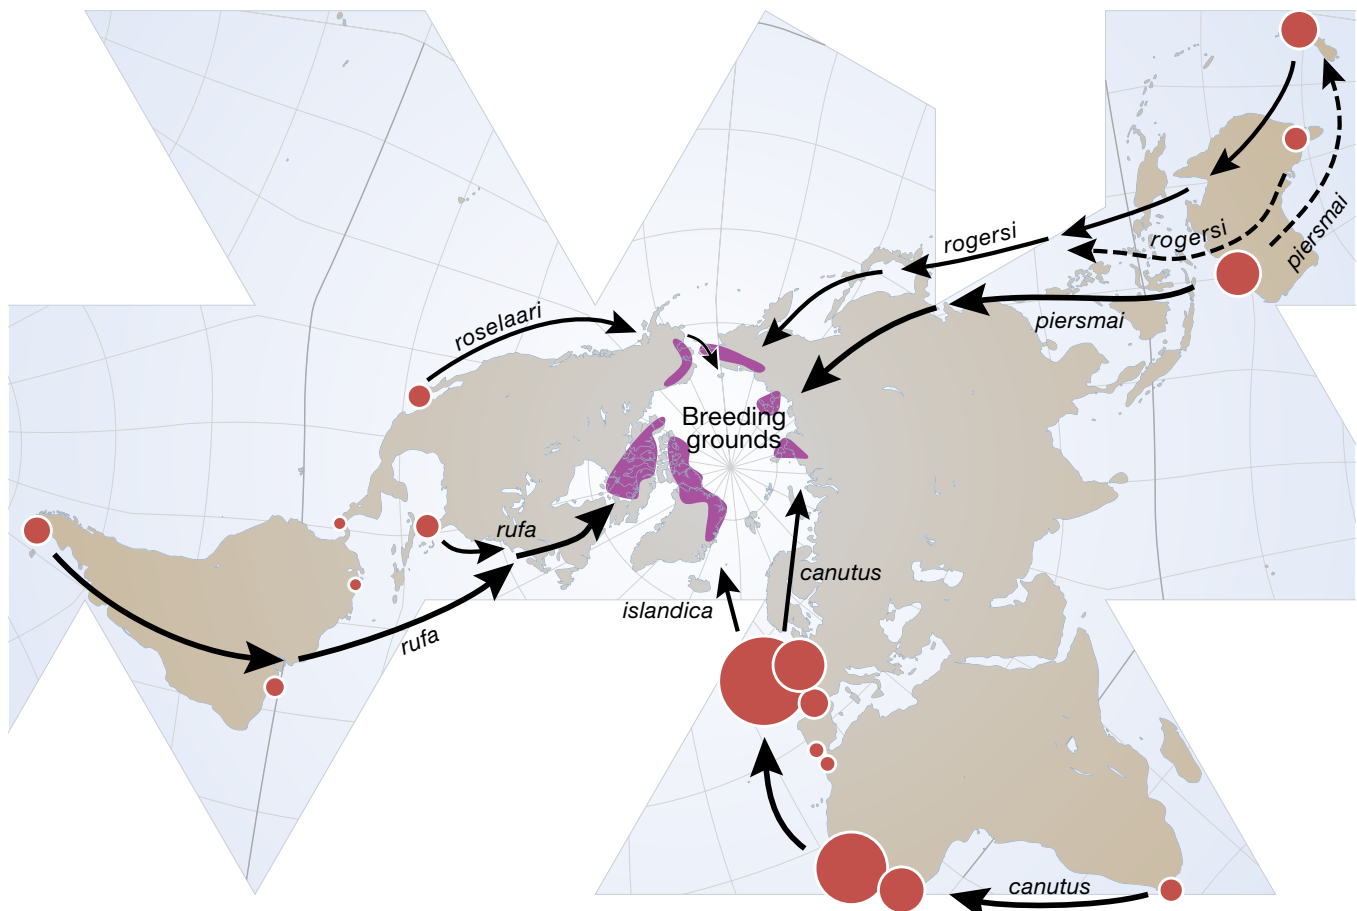 rogersi
rogersi
piersmai
roselaari
piersmai
Breeding
grounds
rufa
canutus
islandica
rufa
canutus